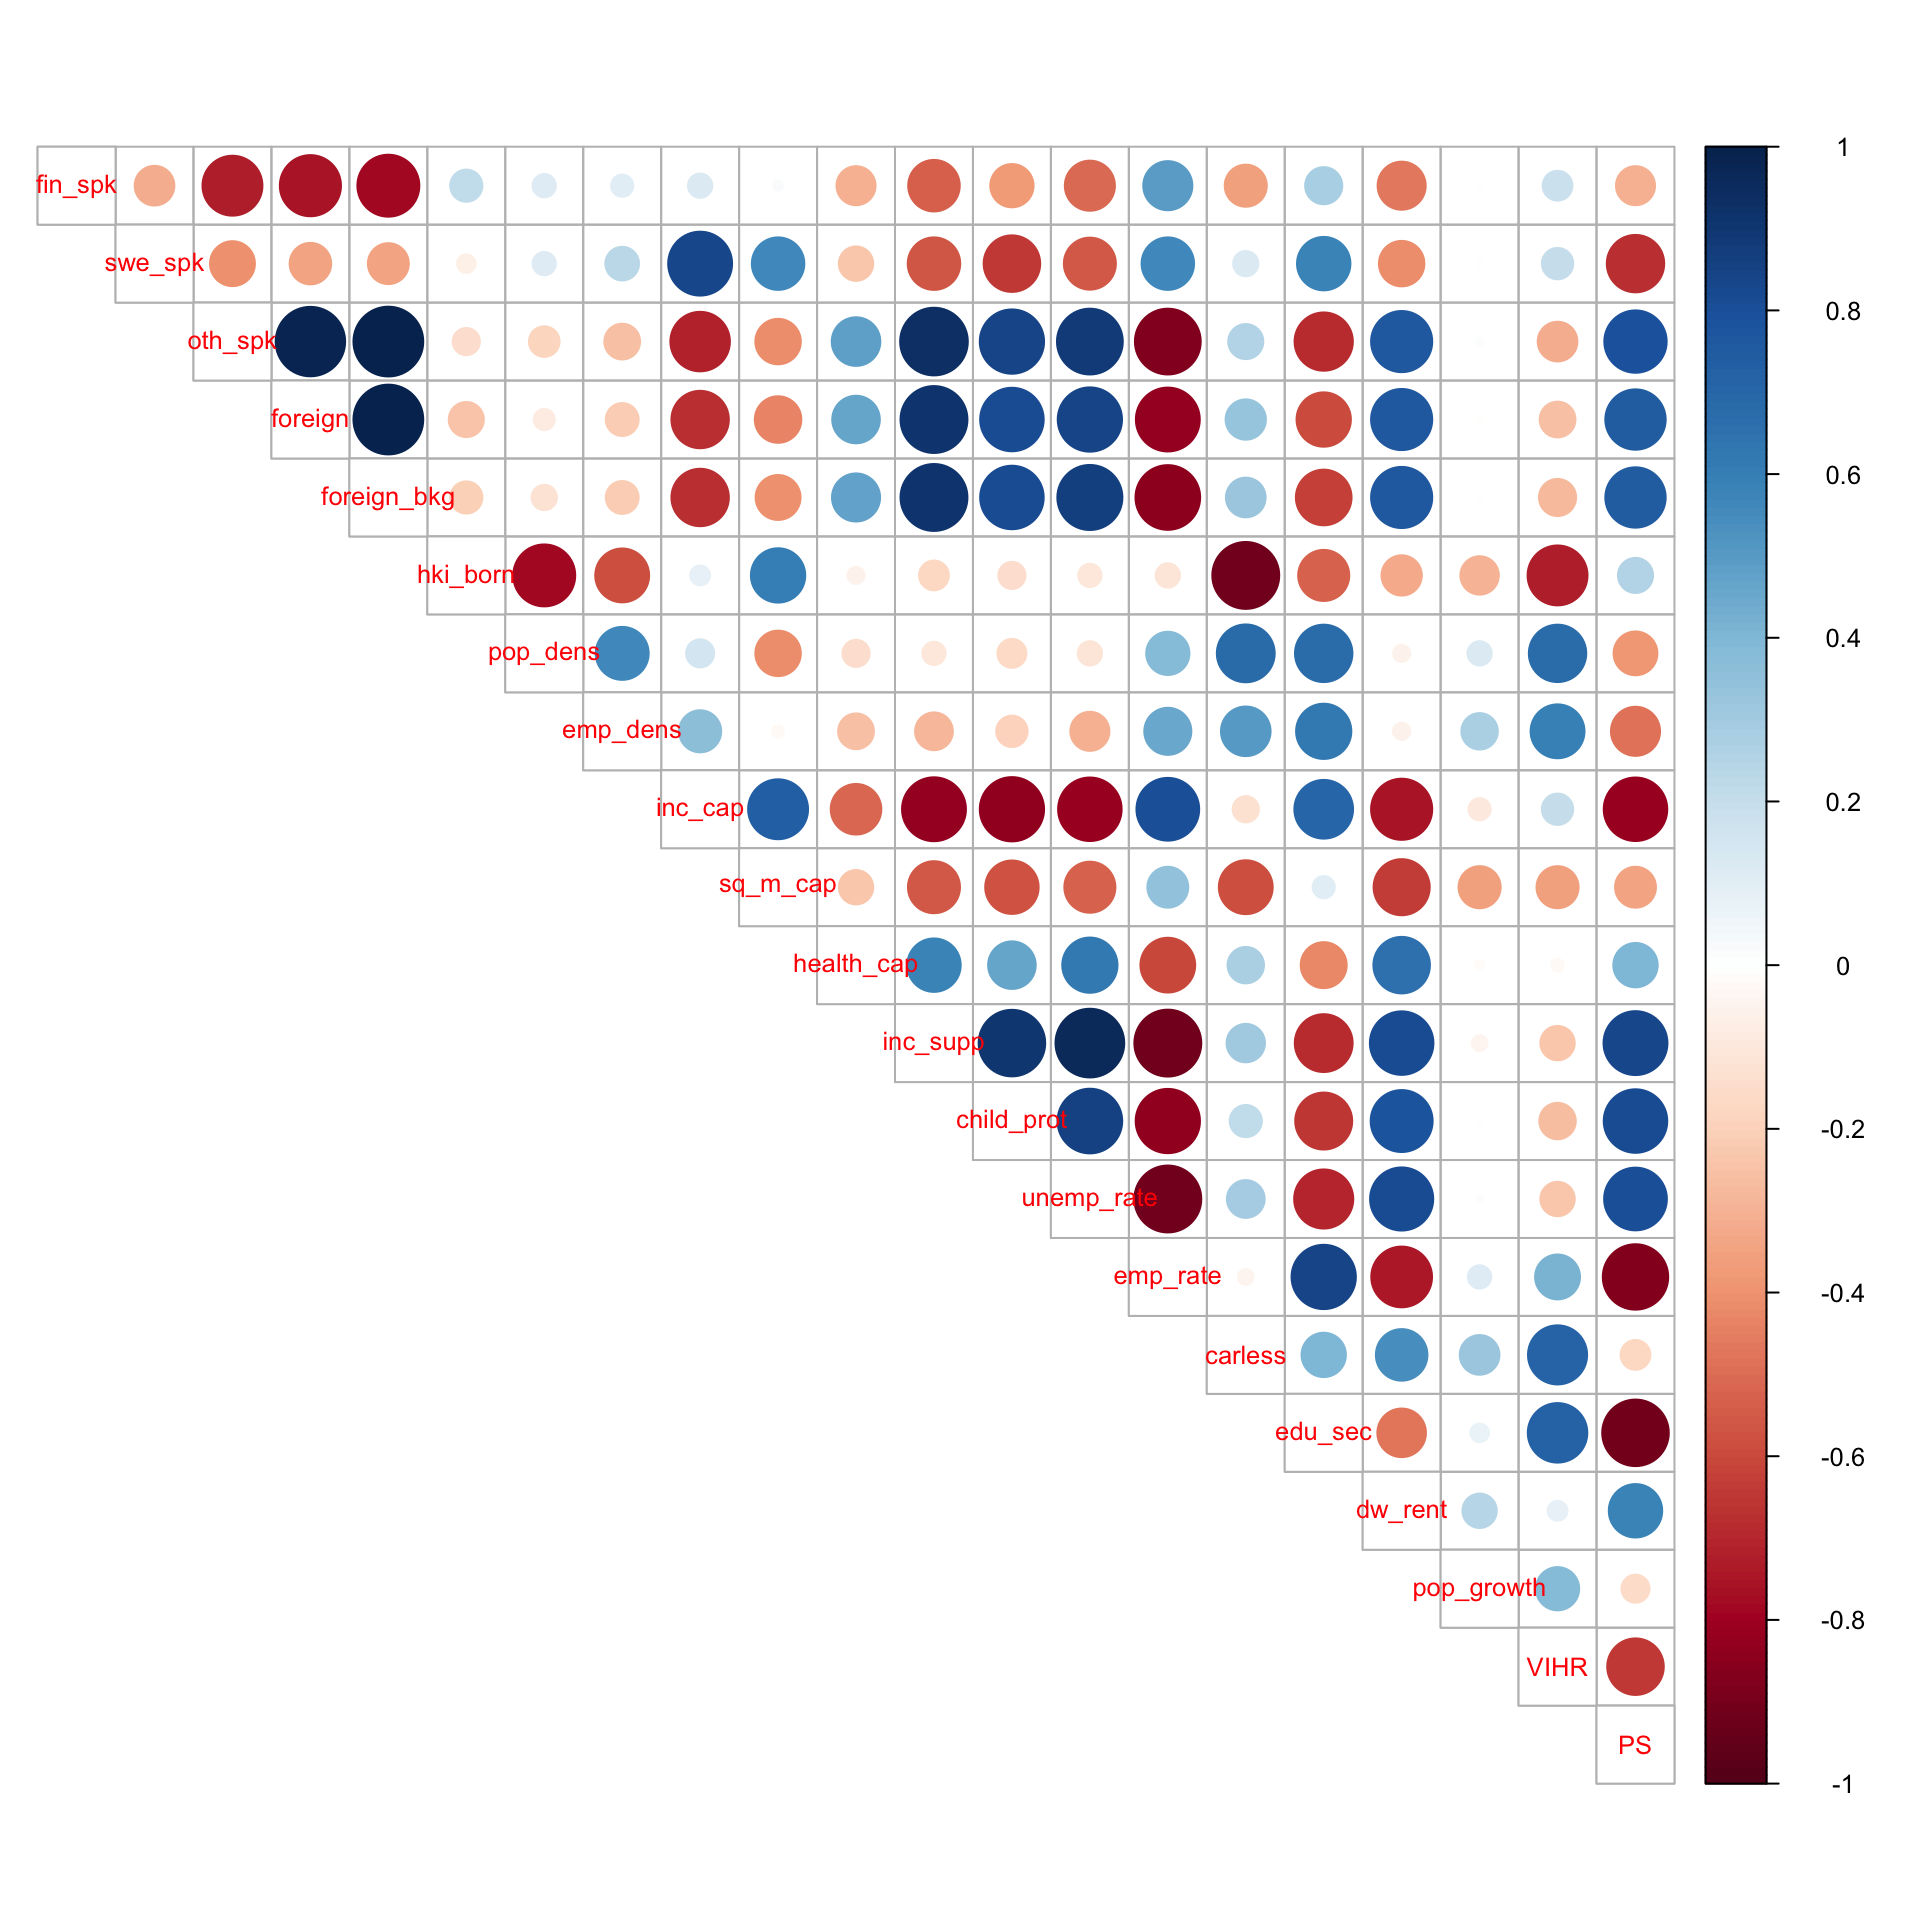 fin_spk
swe_spk
oth_spk
foreign
foreign_bkg
hki_born
pop_dens
emp_dens
inc_cap
sq_m_cap
health_cap
inc_supp
child_prot
unemp_rate
emp_rate
carless
edu_sec
dw_rent
pop_growth
VIHR
PS
1
0.8
0.6
0.4
0.2
0
-0.2
-0.4
-0.6
-0.8
-1